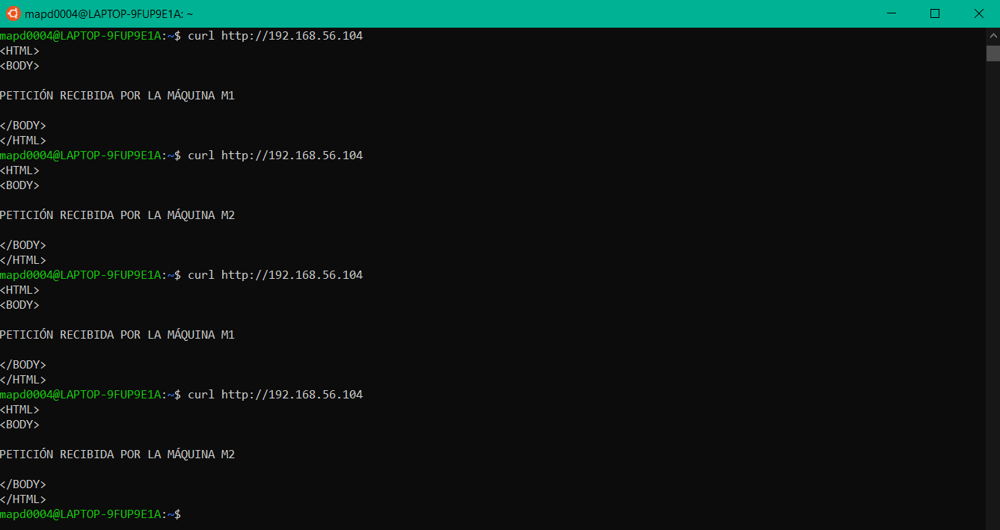 mapd0004@LAPTOP-9FUP9E1A: ~
mapd0004@LAPTOP-9FUP9E1A:~$ curl http://192.168.56.104
<HTML>
<BODY>
PETICIÓN RECIBIDA POR LA MÁQUINA M1
</BODY>
</HTML>
mapd0004@LAPTOP-9FUP9E1A:~$ curl http://192.168.56.104
<HTML>
<BODY>
PETICIÓN RECIBIDA POR LA MÁQUINA M2
</BODY>
</HTML>
mapd0004@LAPTOP-9FUP9E1A:~$ curl http://192.168.56.104
<HTML>
<BODY>
PETICIÓN RECIBIDA POR LA MÁQUINA M1
</BODY>
</HTML>
mapd0004@LAPTOP-9FUP9E1A:~$ curl http://192.168.56.104
<HTML>
<BODY>
PETICIÓN RECIBIDA POR LA MÁQUINA M2
</BODY>
</HTML>
mapd0004@LAPTOP-9FUP9E1A:~$